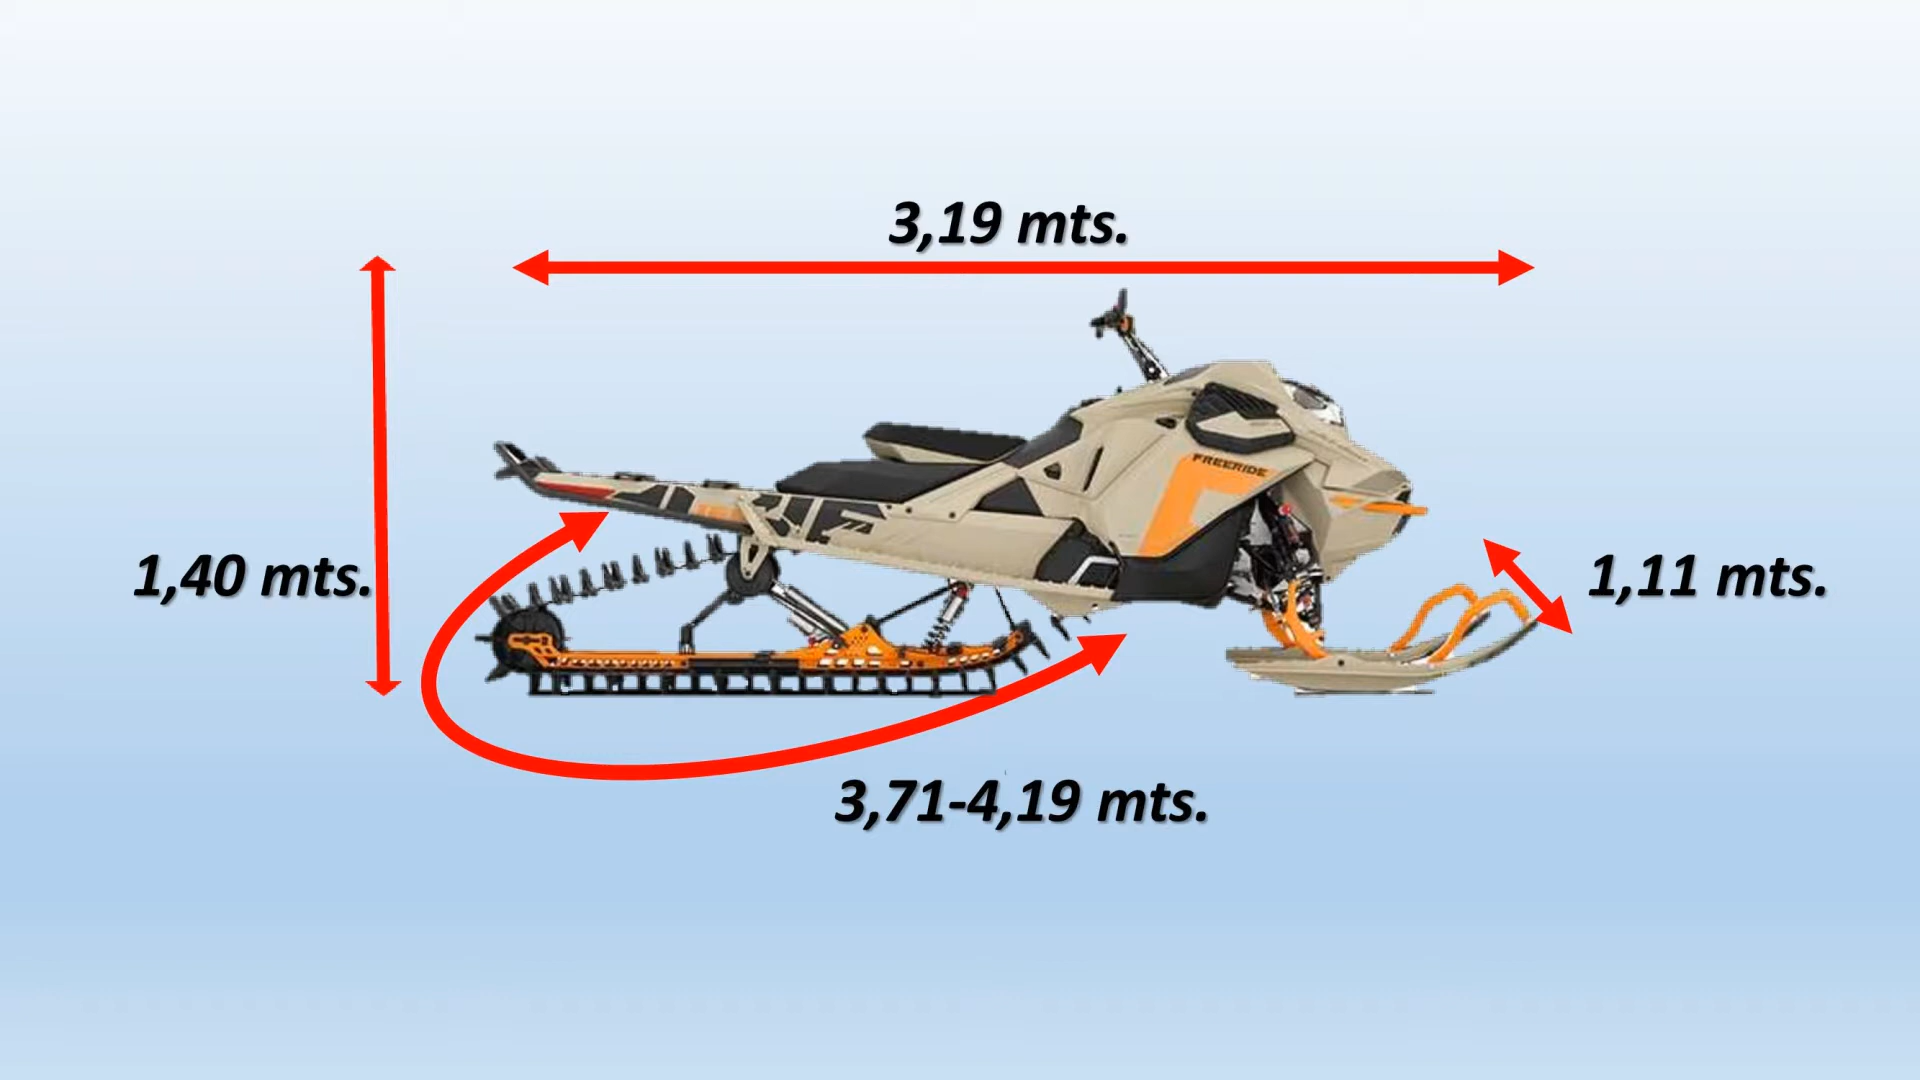 3,19 mts.
FREERIDE
1,40 mts.
1,11 mts.
3,71-4,19 mts.